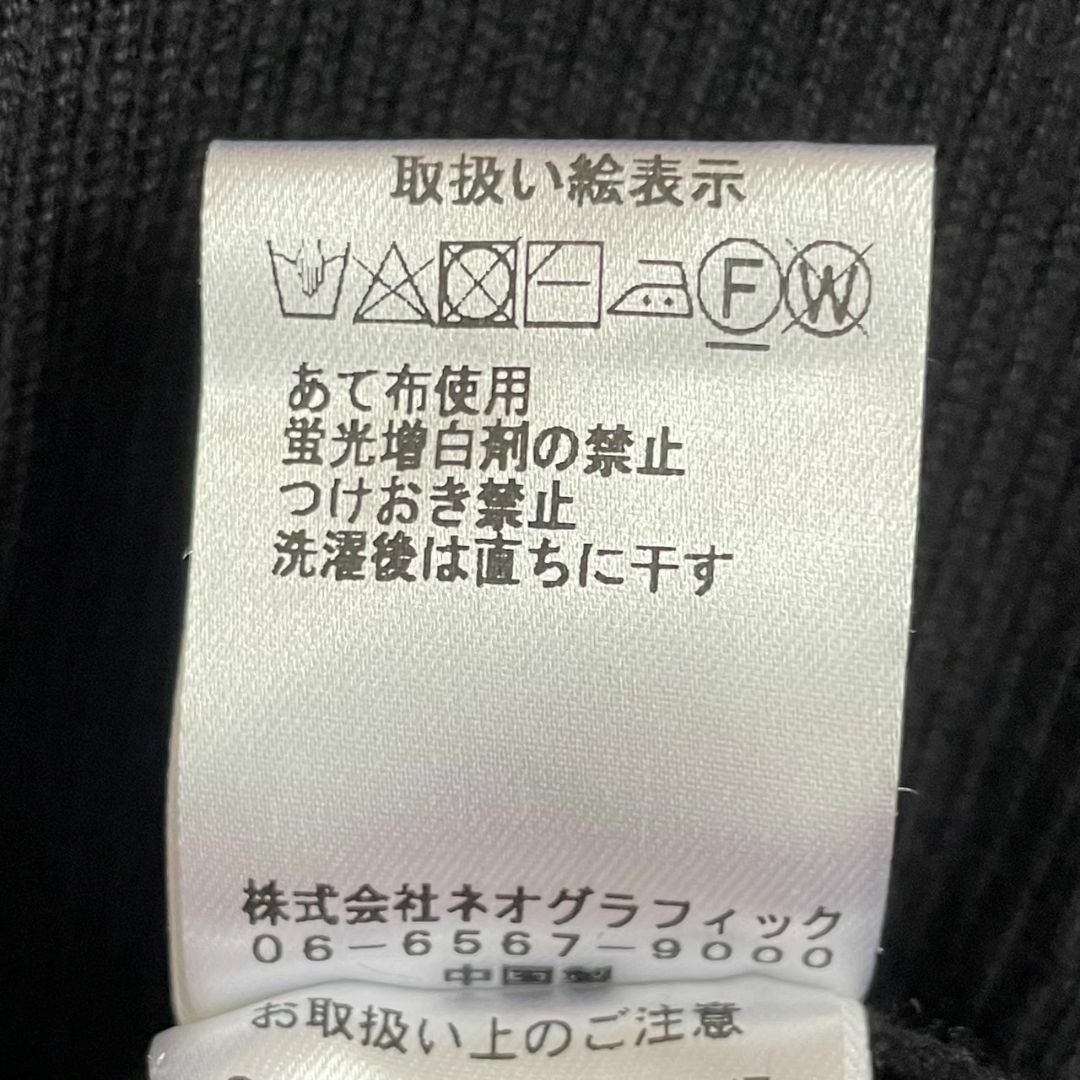 取扱い絵表示
F W
あて布使用
蛍光増白剤の禁止
つけおき禁止
洗濯後は直ちに干す
株式会社ネオグラフィック
06-6567-9000
中国製
お取扱い上のご注意